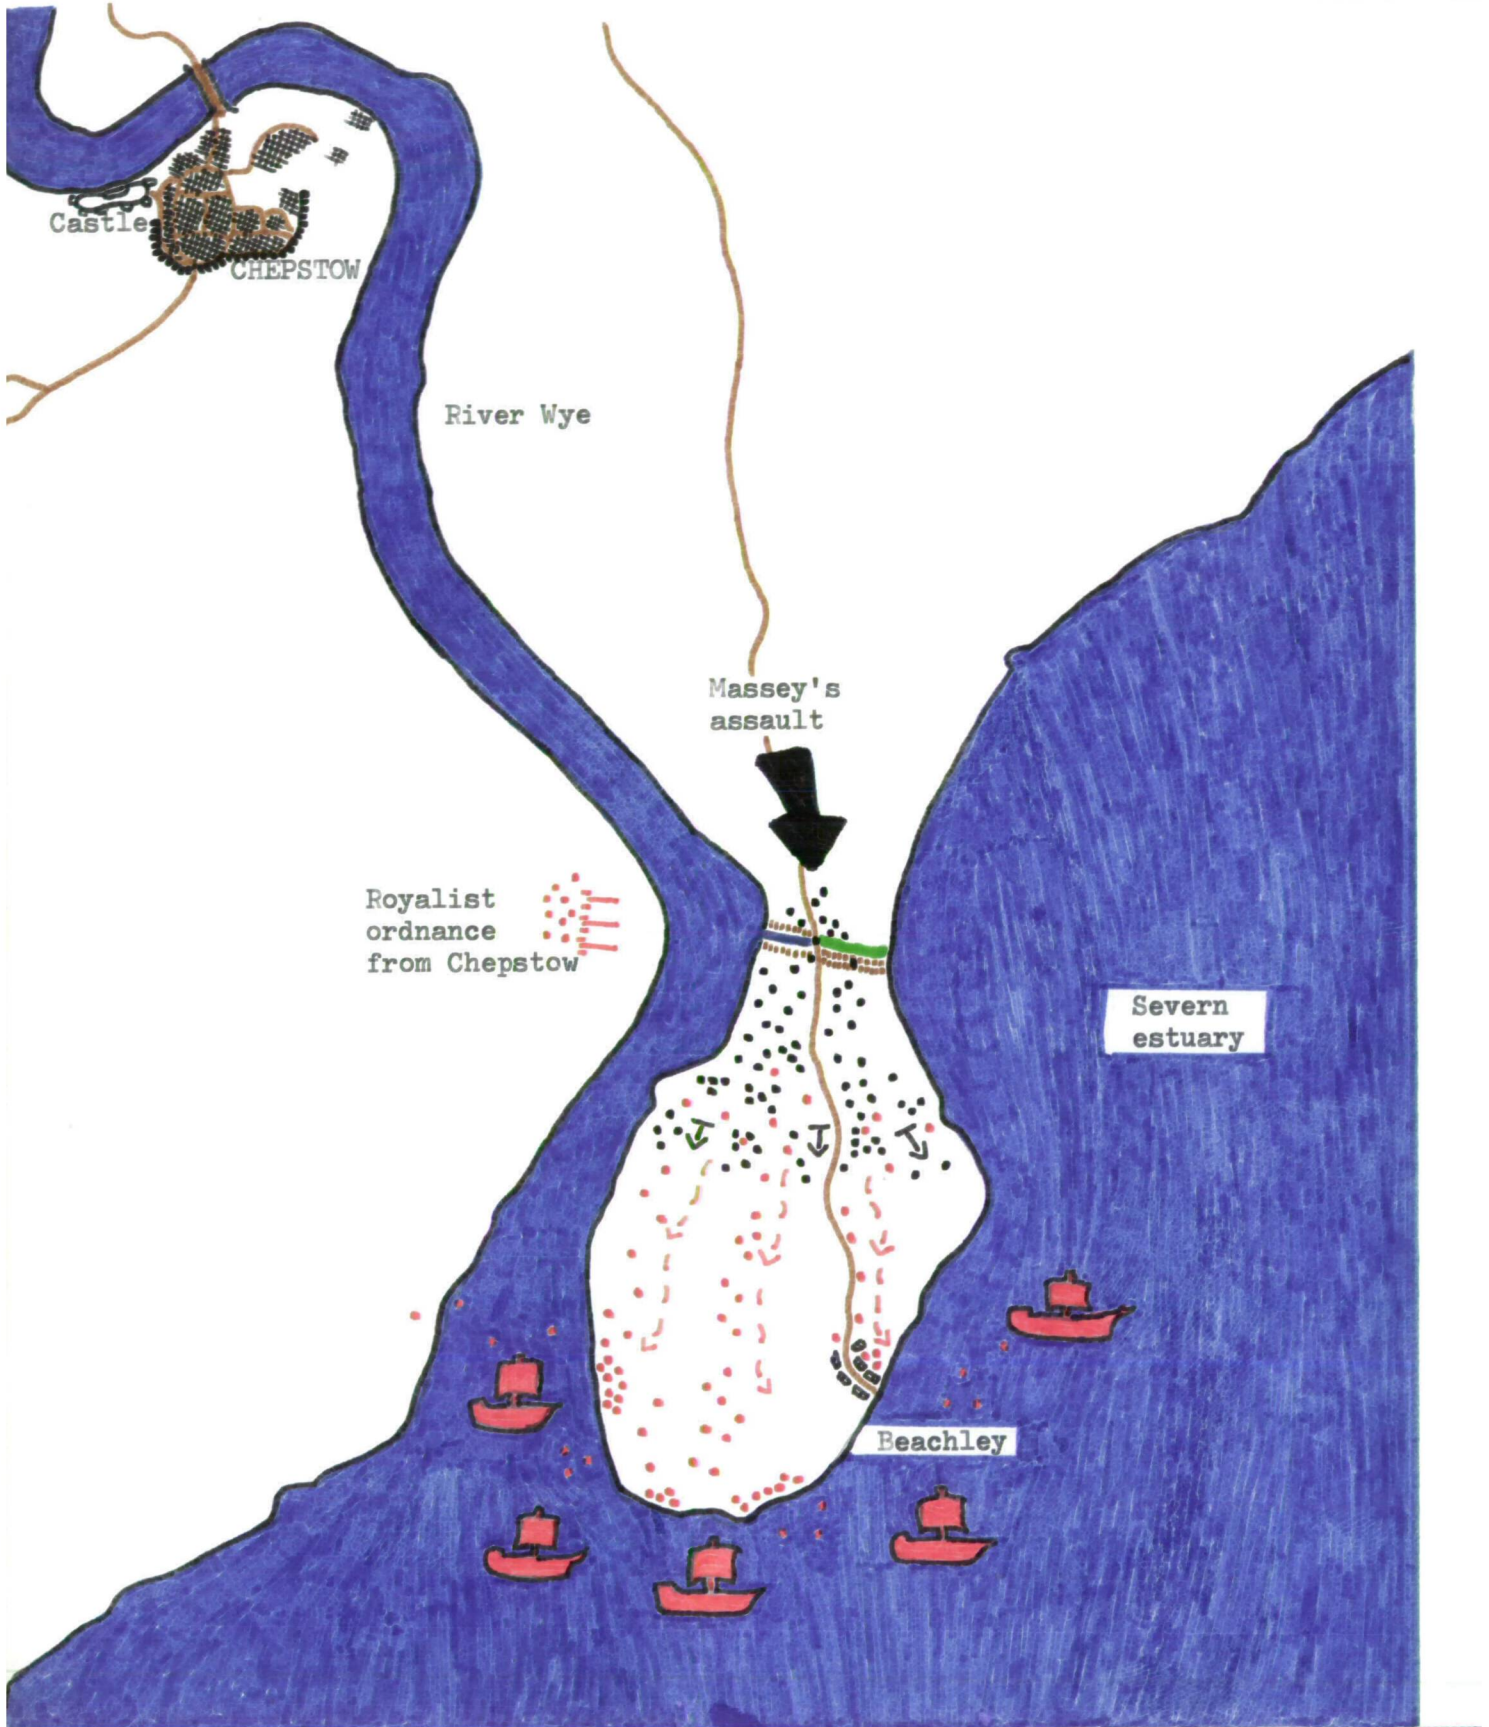 Castle
CHEPSTOW
River Wye
Massey's
assault
Royalist
ordnance
from Chepstow
Severn
estuary
Beachley